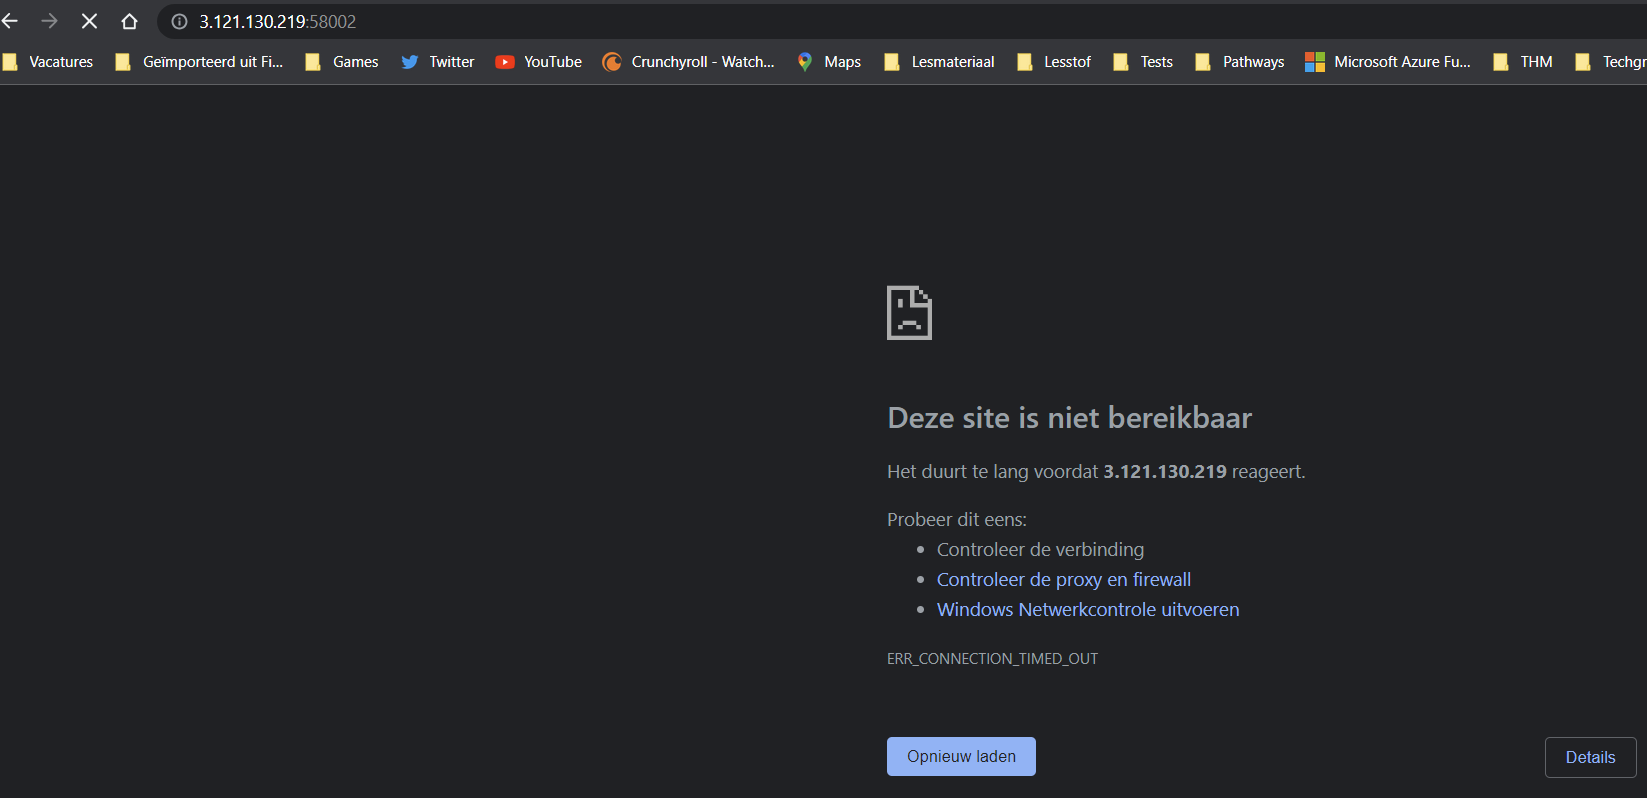 3.121.130.219:58002
Vacatures Geïmporteerd uit Fi... Games Twitter YouTube Crunchyroll - Watch... Maps Lesmateriaal Lesstof Tests Pathways Microsoft Azure Fu... THM Techgr
Deze site is niet bereikbaar
Het duurt te lang voordat 3.121.130.219 reageert.
Probeer dit eens:
Controleer de verbinding
Controleer de proxy en firewall
Windows Netwerkcontrole uitvoeren
ERR_CONNECTION_TIMED_OUT
Opnieuw laden Details